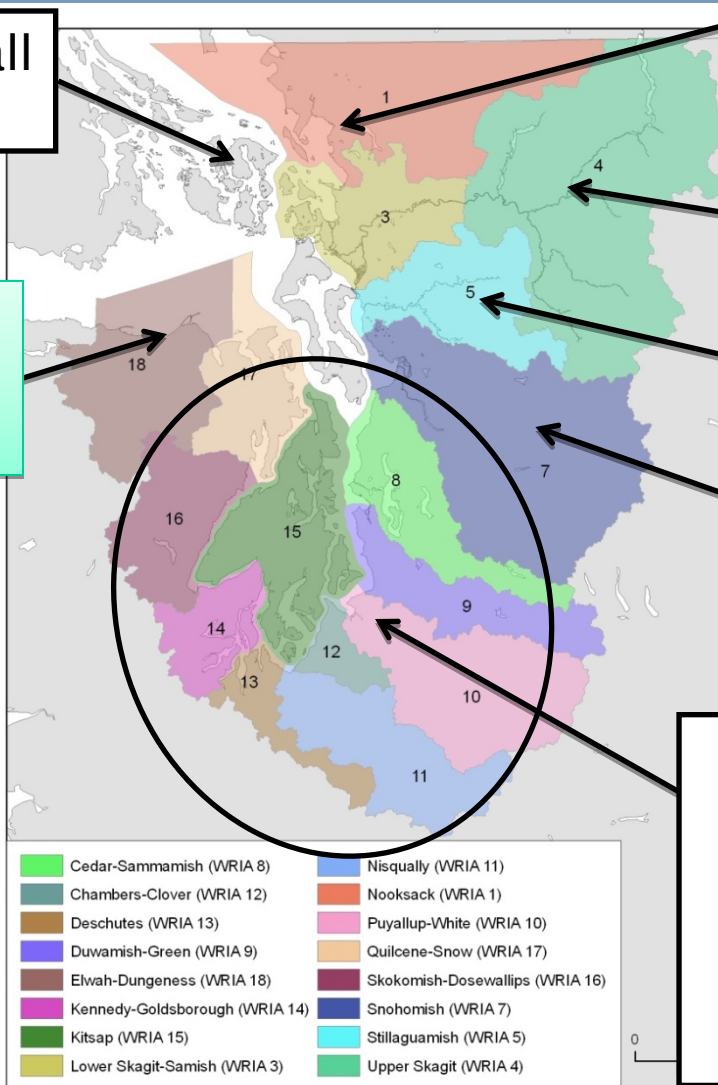 all
1
4
3
5
18
17
7
8
16
15
9
14
12
13
10
11
Cedar-Sammamish (WRIA 8)
Chambers-Clover (WRIA 12)
Deschutes (WRIA 13)
Duwamish-Green (WRIA 9)
Elwah-Dungeness (WRIA 18)
Kennedy-Goldsborough (WRIA 14)
Kitsap (WRIA 15)
Lower Skagit-Samish (WRIA 3)
Nisqually (WRIA 11)
Nooksack (WRIA 1)
Puyallup-White (WRIA 10)
Quilcene-Snow (WRIA 17)
Skokomish-Dosewallips (WRIA 16)
Snohomish (WRIA 7)
Stillaguamish (WRIA 5)
Upper Skagit (WRIA 4)
0